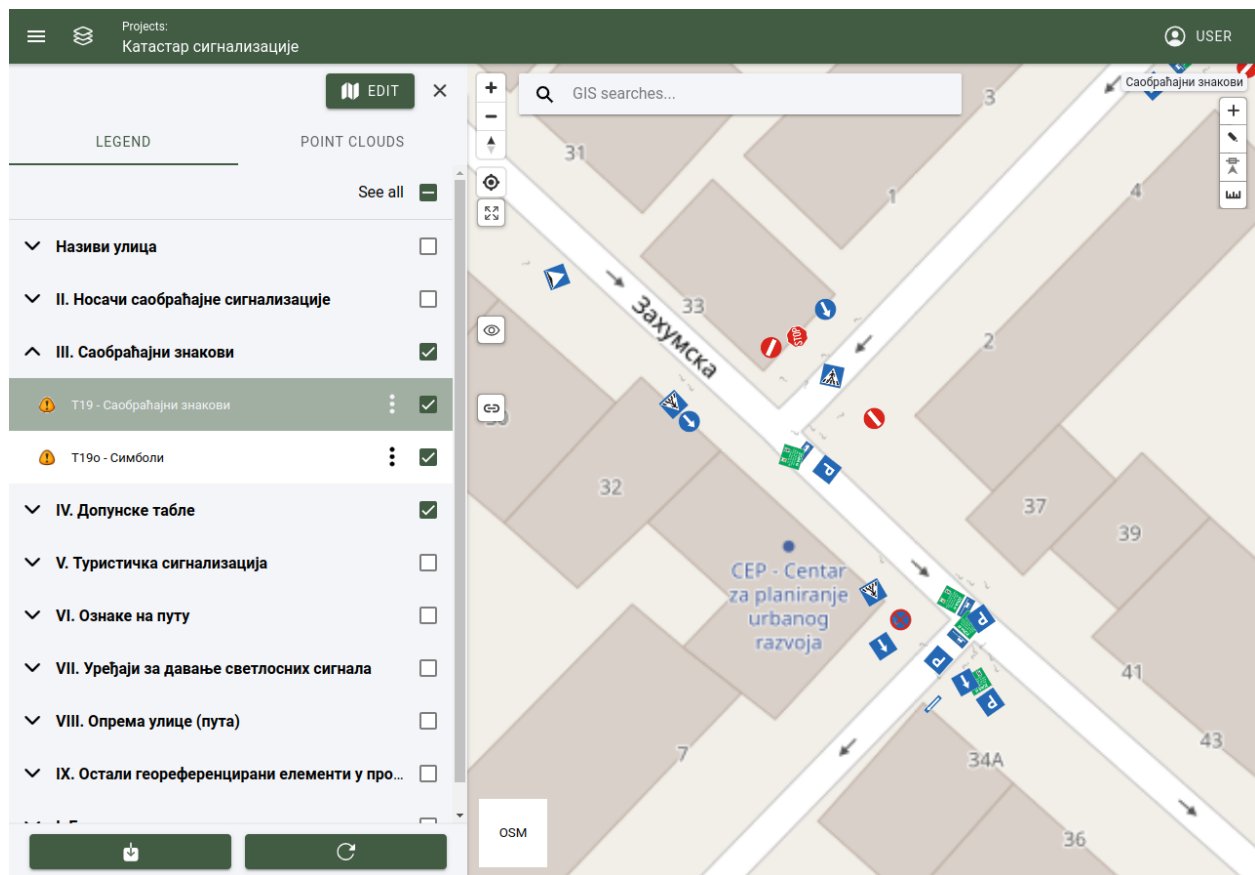 Projects:
Катастар сигнализације
USER
EDIT
LEGEND
POINT CLOUDS
See all
Називи улица
II. Носачи саобраћајне сигнализације
III. Саобраћајни знакови
T19 - Саобраћајни знакови
T19o - Симболи
IV. Допунске табле
V. Туристичка сигнализација
VI. Ознаке на путу
VII. Уређаји за давање светлосних сигнала
VIII. Опрема улице (пута)
IX. Остали геореференцирани елементи у про...
GIS searches...
Саобраћајни знакови
3
31
1
4
33
Захумска
STOP
2
32
37
39
CEP - Centar
za planiranje
urbanog
razvoja
P
P
P
P
41
43
7
34A
36
OSM